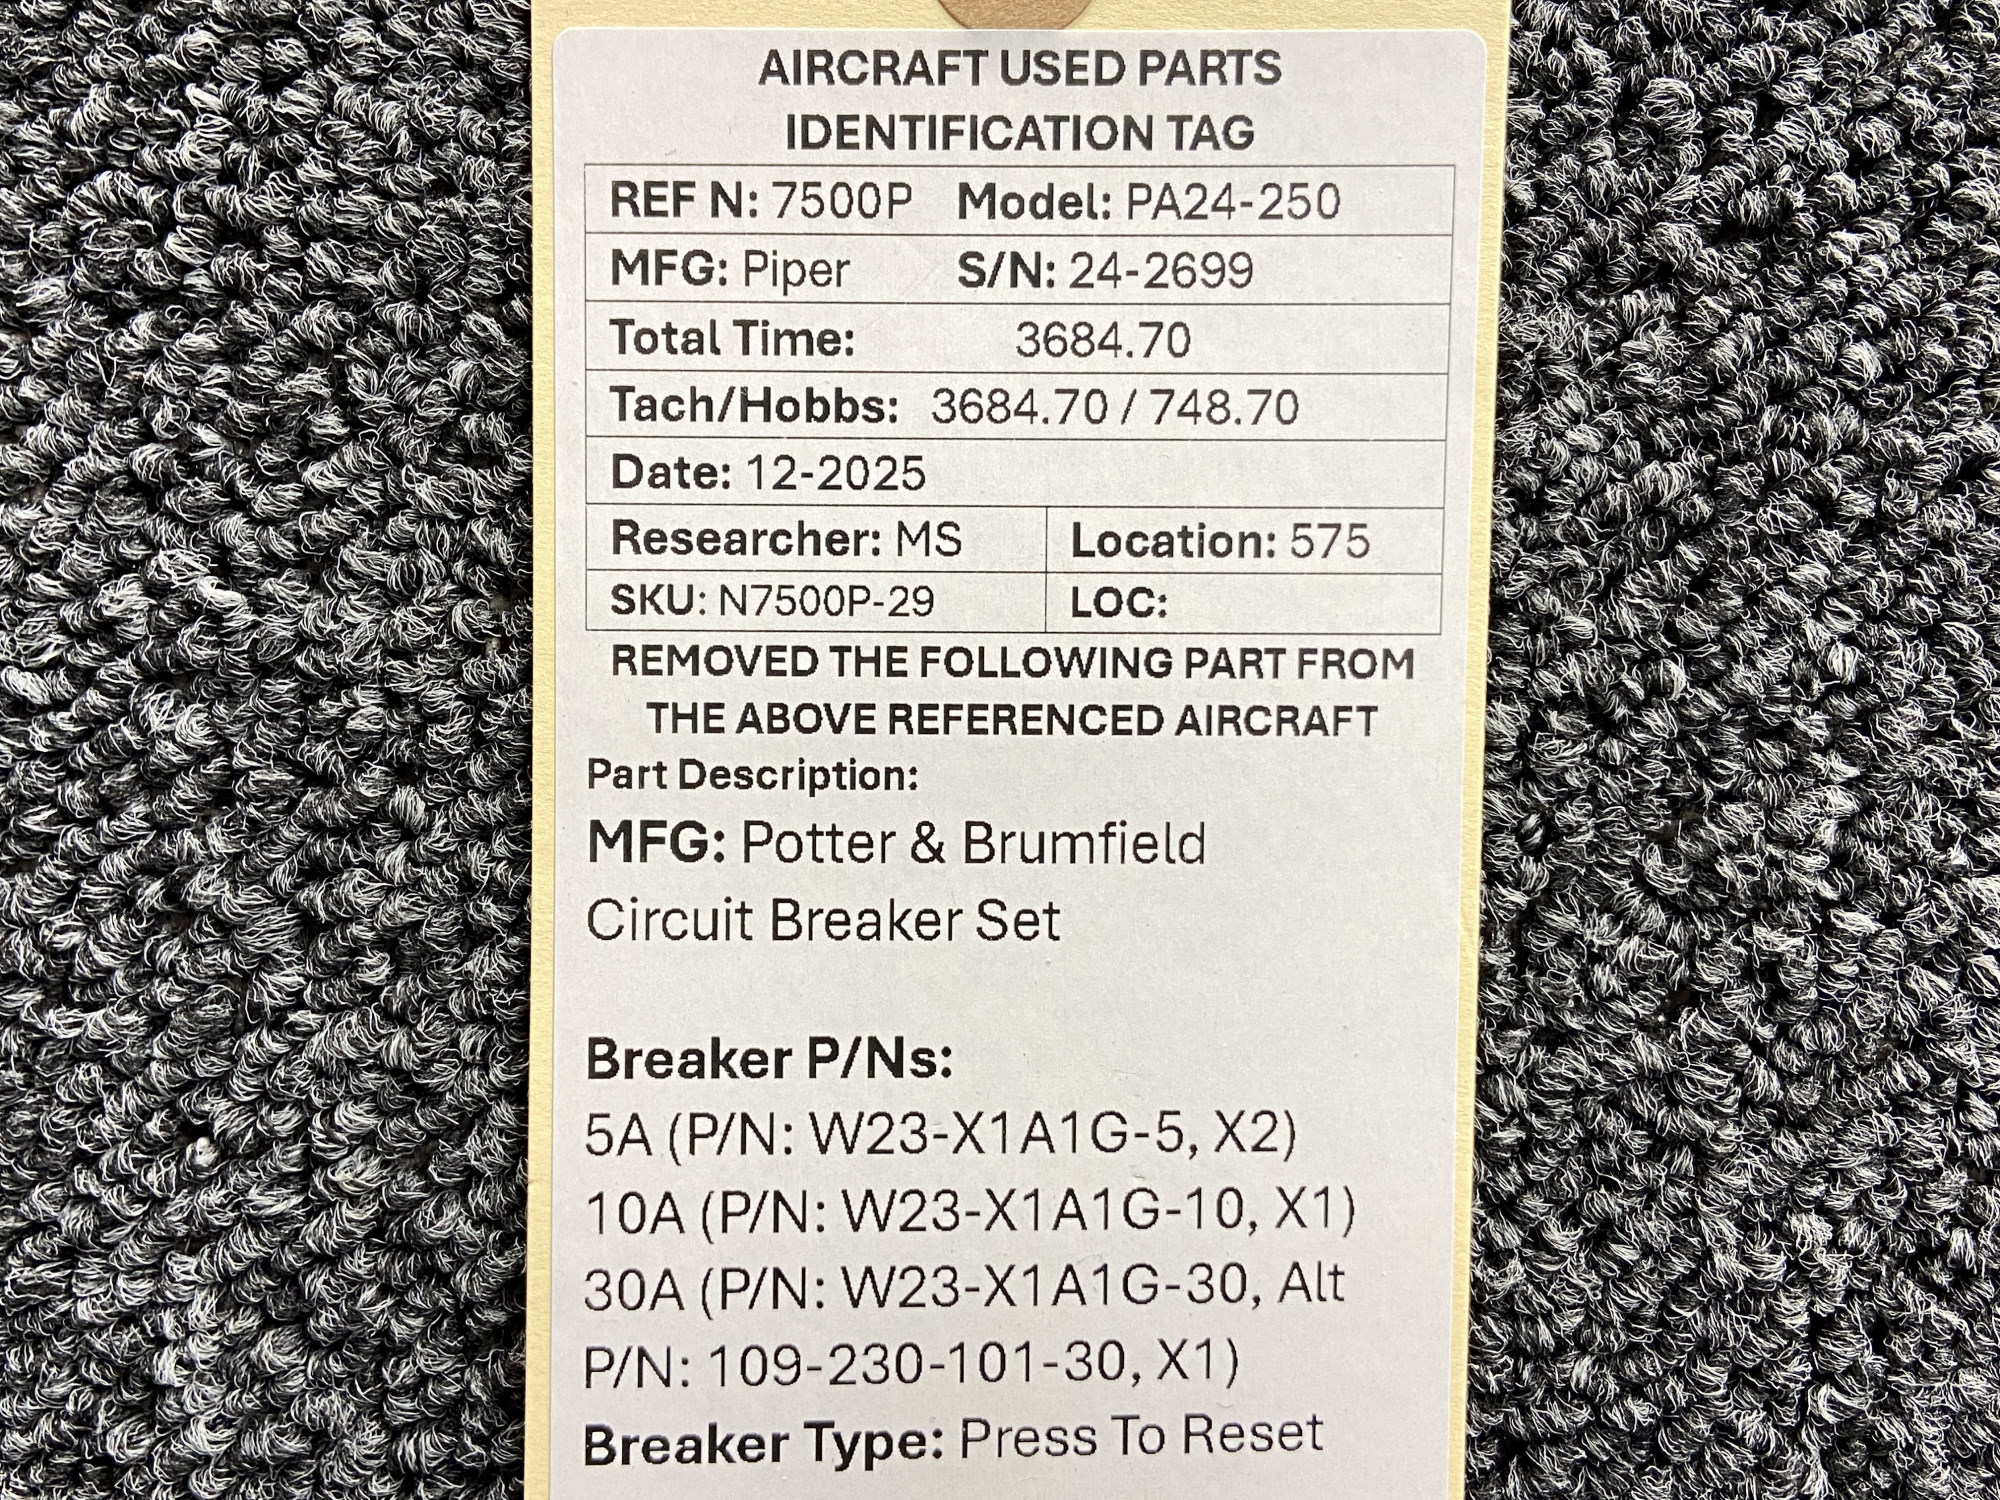 AIRCRAFT USED PARTS
IDENTIFICATION TAG
REF N: 7500P Model: PA24-250
MFG: Piper S/N: 24-2699
Total Time: 3684.70
Tach/Hobbs: 3684.70 / 748.70
Date: 12-2025
Researcher: MS Location: 575
SKU: N7500P-29 LOC:
REMOVED THE FOLLOWING PART FROM
THE ABOVE REFERENCED AIRCRAFT
Part Description:
MFG: Potter & Brumfield
Circuit Breaker Set
Breaker P/Ns:
5A (P/N: W23-X1A1G-5, X2)
10A (P/N: W23-X1A1G-10, X1)
30A (P/N: W23-X1A1G-30, Alt
P/N: 109-230-101-30, X1)
Breaker Type: Press To Reset